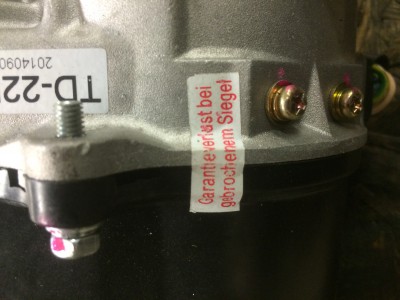 TD-22
2014090
Garantieverlust bei
gebrochenem Siegel